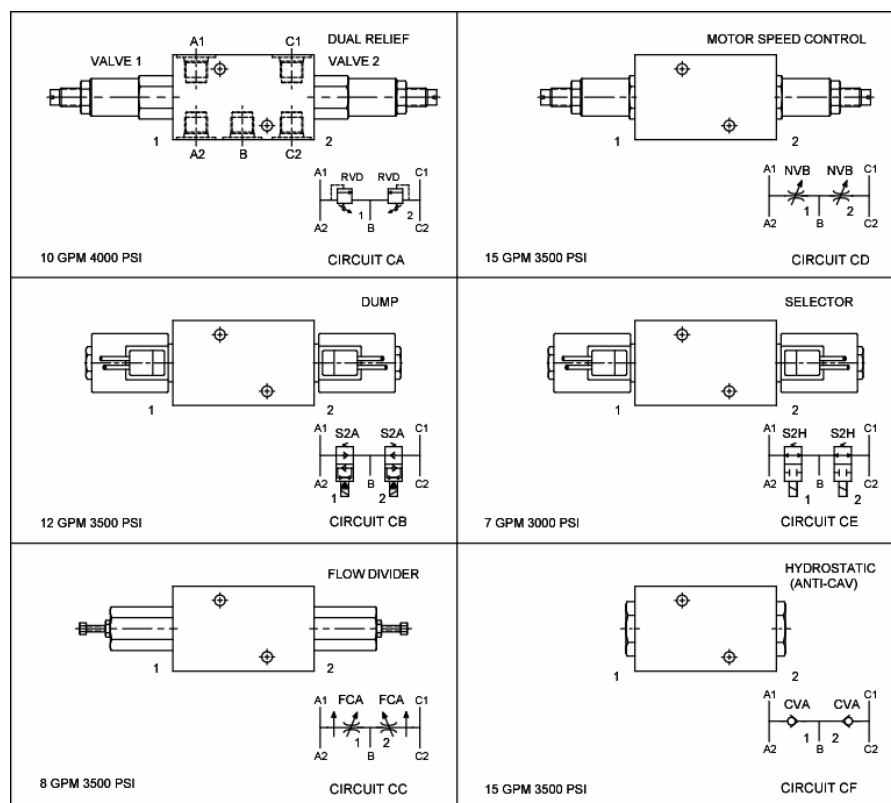 A1 C1 DUAL RELIEF
VALVE 1 VALVE 2
1 2
A2 B C2
A1 RVD RVD C1
1 2
A2 B C2
10 GPM 4000 PSI CIRCUIT CA
MOTOR SPEED CONTROL
1 2
A1 NVB NVB C1
1 2
A2 B C2
15 GPM 3500 PSI CIRCUIT CD
DUMP
1 2
A1 S2A S2A C1
A2 B C2
1 2
12 GPM 3500 PSI CIRCUIT CB
SELECTOR
1 2
A1 S2H S2H C1
A2 B C2
1 2
7 GPM 3000 PSI CIRCUIT CE
FLOW DIVIDER
1 2
A1 FCA FCA C1
1 2
A2 B C2
8 GPM 3500 PSI CIRCUIT CC
HYDROSTATIC
(ANTI-CAV)
1 2
A1 CVA CVA C1
1 2
A2 B C2
15 GPM 3500 PSI CIRCUIT CF